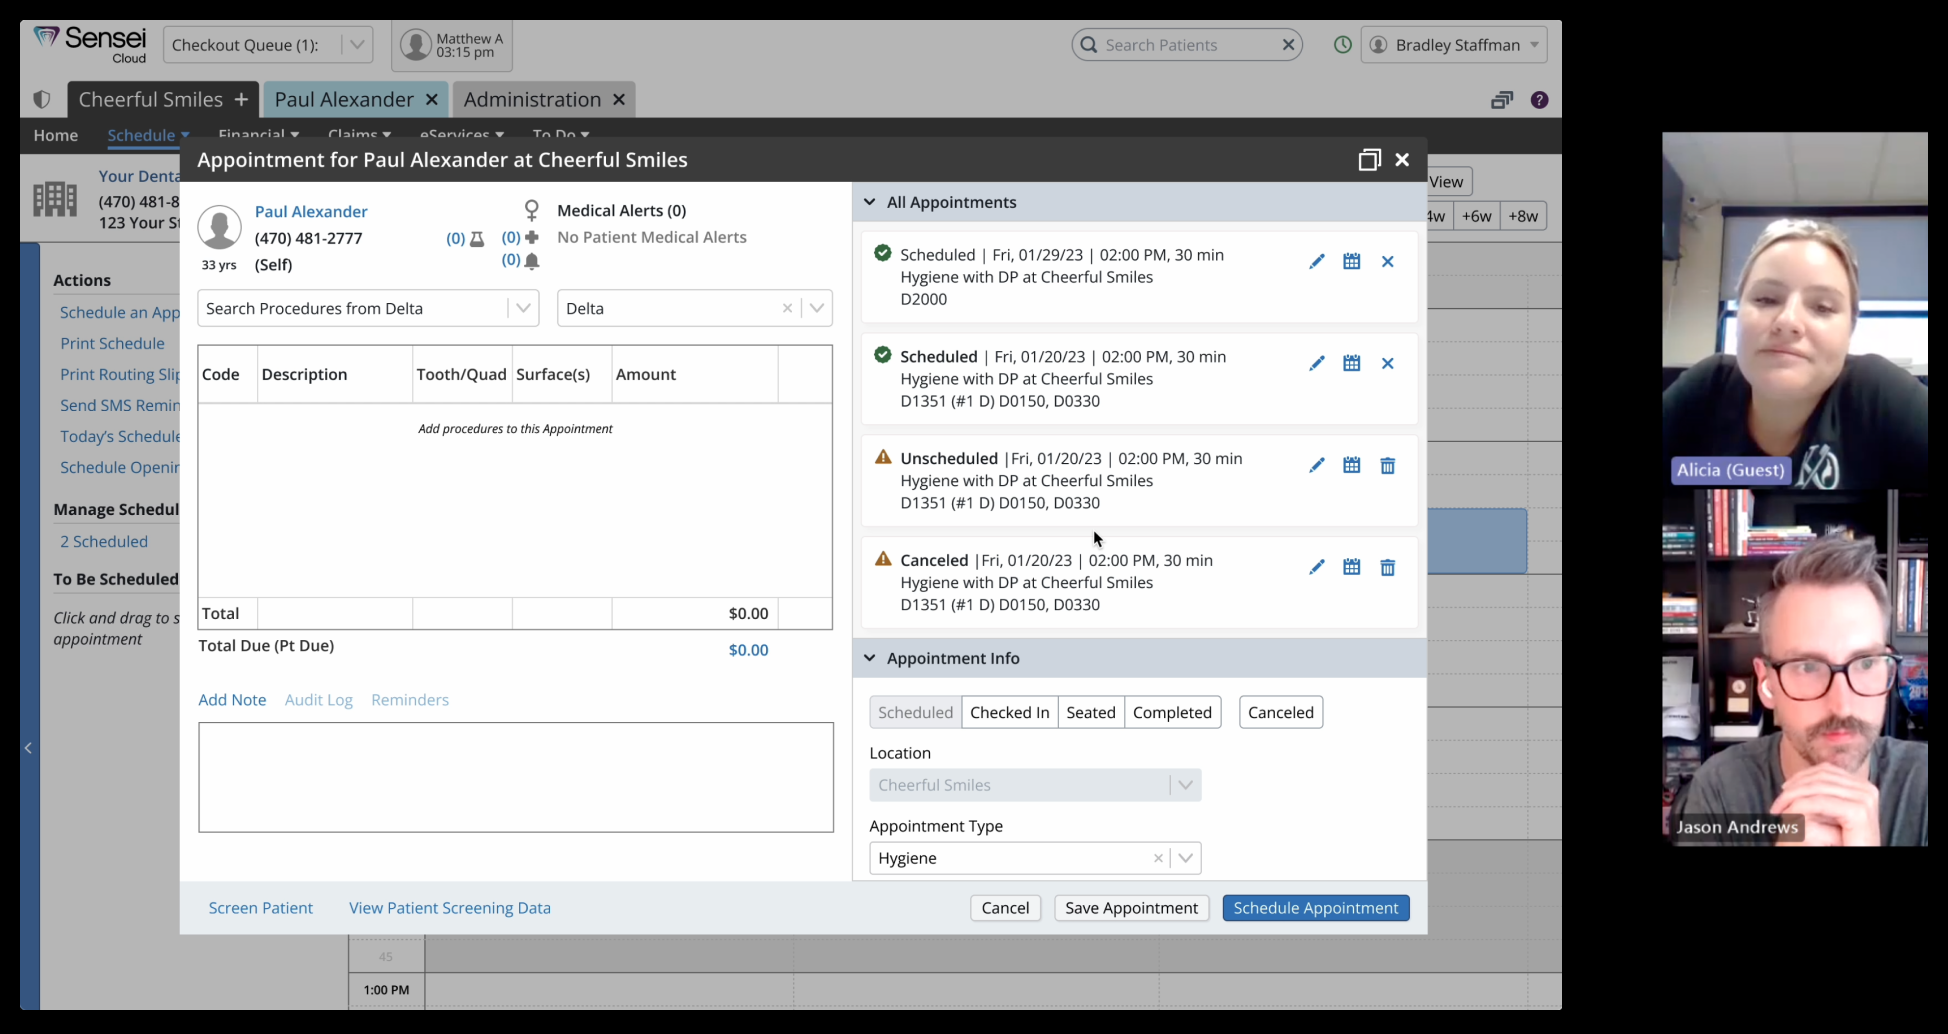 Sensei
Cloud
Checkout Queue (1):
Matthew A
03:15 pm
Search Patients
Bradley Staffman
Cheerful Smiles +
Paul Alexander
Administration
Home
Schedule
Financial
Claims
eServices
To Do
Appointment for Paul Alexander at Cheerful Smiles
Your Denta
(470) 481-8
123 Your St
View
4w
+6w
+8w
Actions
Schedule an App
Print Schedule
Print Routing Slip
Send SMS Remin
Today's Schedule
Schedule Openin
Manage Schedul
2 Scheduled
To Be Scheduled
Click and drag to s
appointment
Paul Alexander
(470) 481-2777
33 yrs (Self)
(0)
(0)
(0)
Medical Alerts (0)
No Patient Medical Alerts
Search Procedures from Delta
Delta
Code Description Tooth/Quad Surface(s) Amount
Add procedures to this Appointment
Total $0.00
Total Due (Pt Due) $0.00
Add Note Audit Log Reminders
All Appointments
Scheduled | Fri, 01/29/23 | 02:00 PM, 30 min
Hygiene with DP at Cheerful Smiles
D2000
Scheduled | Fri, 01/20/23 | 02:00 PM, 30 min
Hygiene with DP at Cheerful Smiles
D1351 (#1 D) D0150, D0330
Unscheduled |Fri, 01/20/23 | 02:00 PM, 30 min
Hygiene with DP at Cheerful Smiles
D1351 (#1 D) D0150, D0330
Canceled |Fri, 01/20/23 | 02:00 PM, 30 min
Hygiene with DP at Cheerful Smiles
D1351 (#1 D) D0150, D0330
Appointment Info
Scheduled Checked In Seated Completed Canceled
Location
Cheerful Smiles
Appointment Type
Hygiene
Screen Patient
View Patient Screening Data
Cancel
Save Appointment
Schedule Appointment
45
1:00 PM
Alicia (Guest)
Jason Andrews